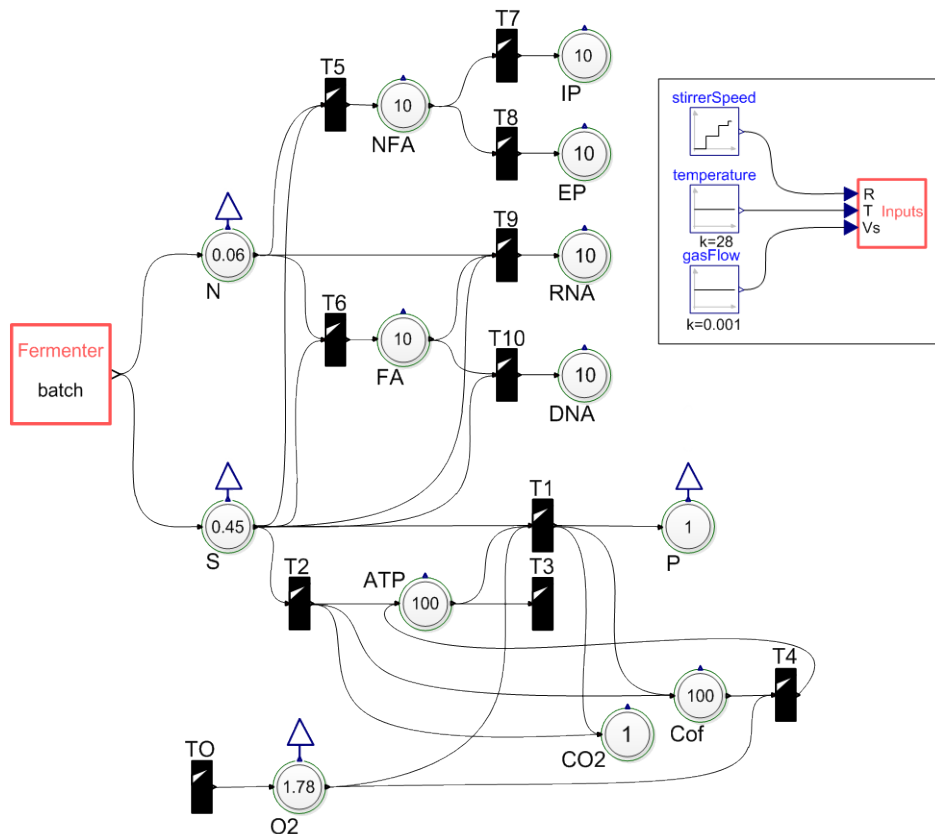 T7
10
IP
T5
10
NFA
T8
10
EP
stirrerSpeed
temperature
k=28
gasFlow
k=0.001
R
T
Vs
Inputs
0.06
N
T9
10
RNA
T6
10
FA
T10
10
DNA
Fermenter
batch
0.45
S
T1
1
P
T2
ATP
100
T3
T4
100
Cof
1
CO2
TO
1.78
O2